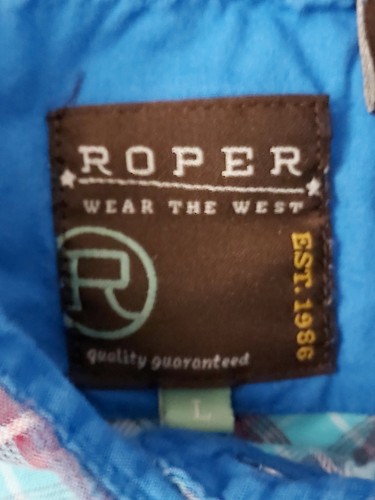 ROPER
WEAR THE WEST
R
EST. 1986
quality guaranteed
L